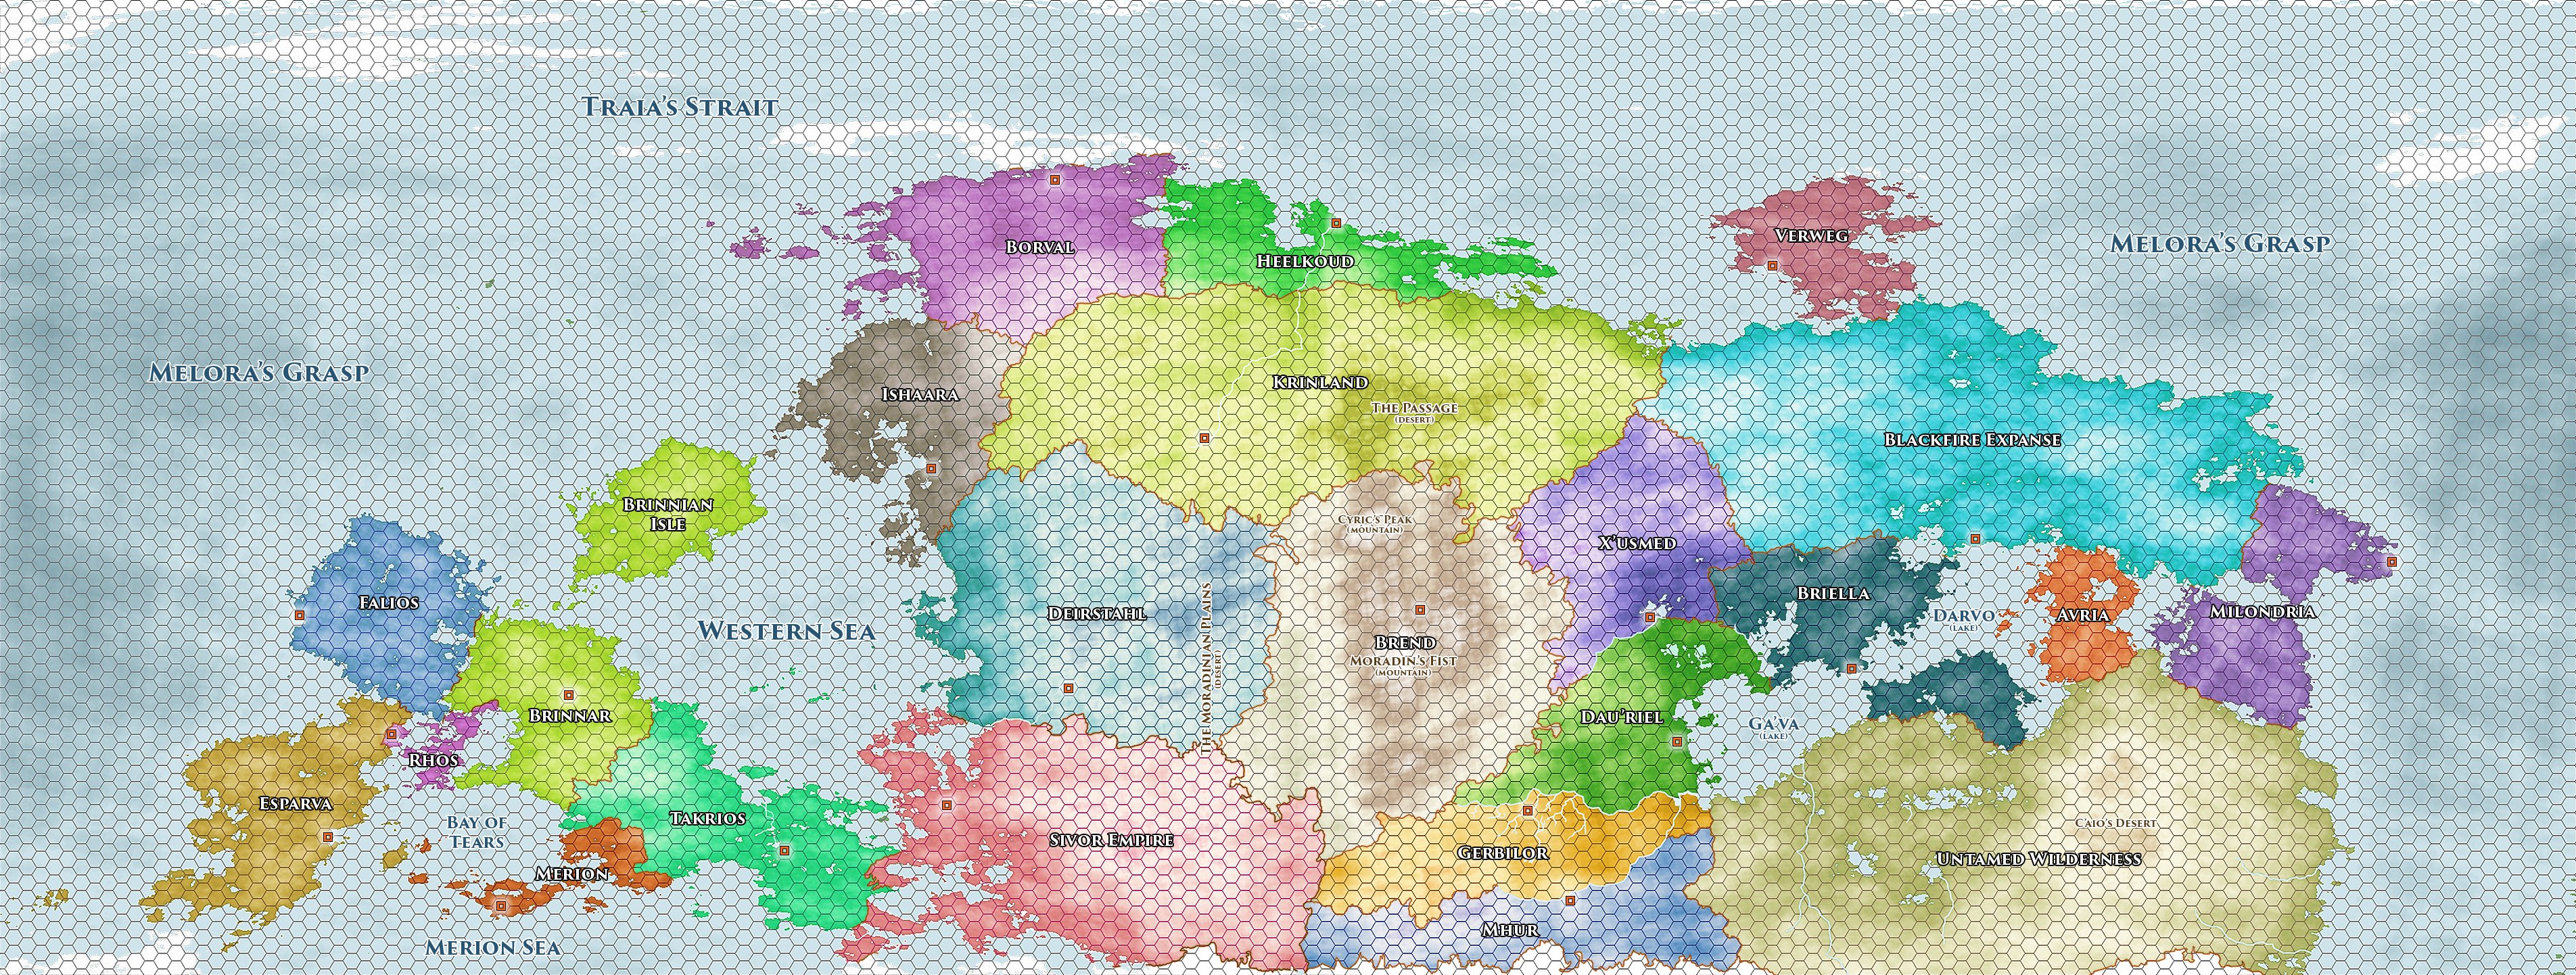 Traia's Strait
Borval
Heelkoud
Verweg
Melora's Grasp
Melora's Grasp
Ishaara
Krinland
The Passage
(desert)
Blackfire Expanse
Brinnian
Isle
Cyric's Peak
(mountain)
X'usmed
Falios
Western Sea
Deirstahl
The Moradinian Plains
(desert)
Brend
Moradin's Fist
(mountain)
Briella
Darvo
(lake)
Avria
Milondria
Brinnar
Rhos
Dau'riel
Ga'va
(lake)
Esparva
Bay of
Tears
Takrios
Sivor Empire
Gerbilor
C'aio's Desert
Untamed Wilderness
Merion
Mhur
Merion Sea